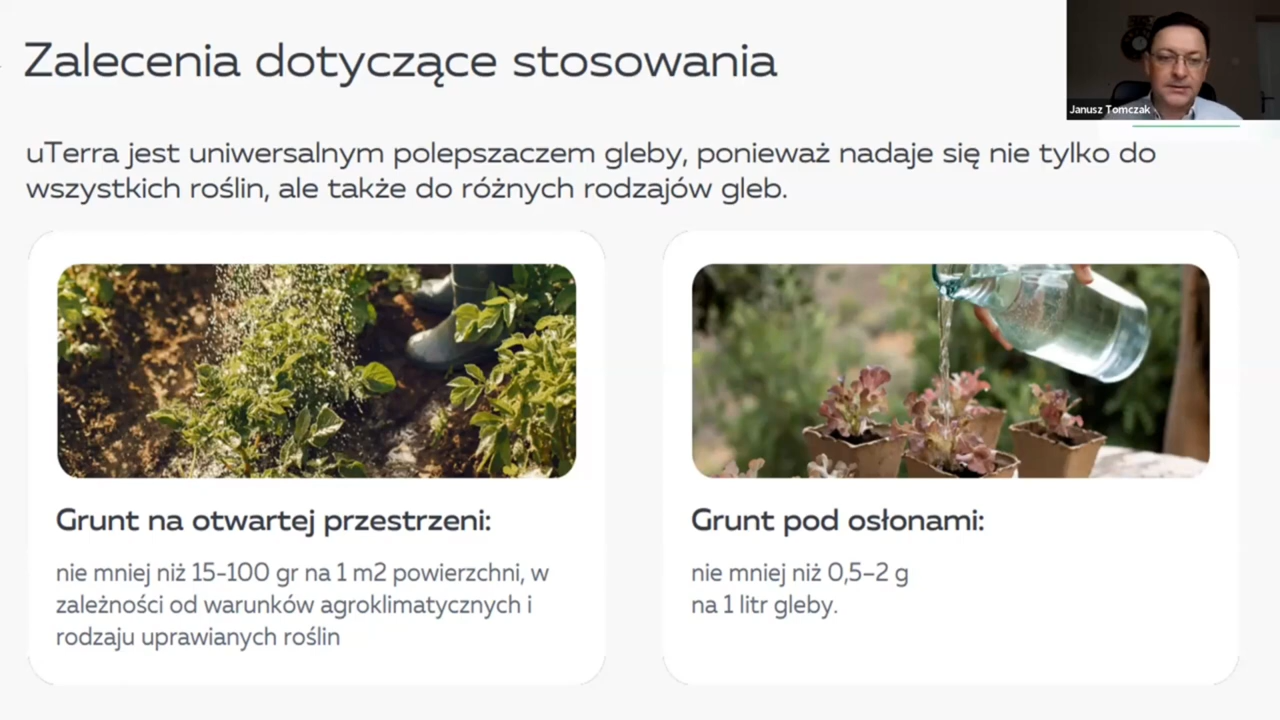 Zalecenia dotyczące stosowania
Janusz Tomczak
uTerra jest uniwersalnym polepszaczem gleby, ponieważ nadaje się nie tylko do
wszystkich roślin, ale także do różnych rodzajów gleb.
Grunt na otwartej przestrzeni:
nie mniej niż 15-100 gr na 1 m2 powierzchni, w
zależności od warunków agroklimatycznych i
rodzaju uprawianych roślin
Grunt pod osłonami:
nie mniej niż 0,5–2 g
na 1 litr gleby.